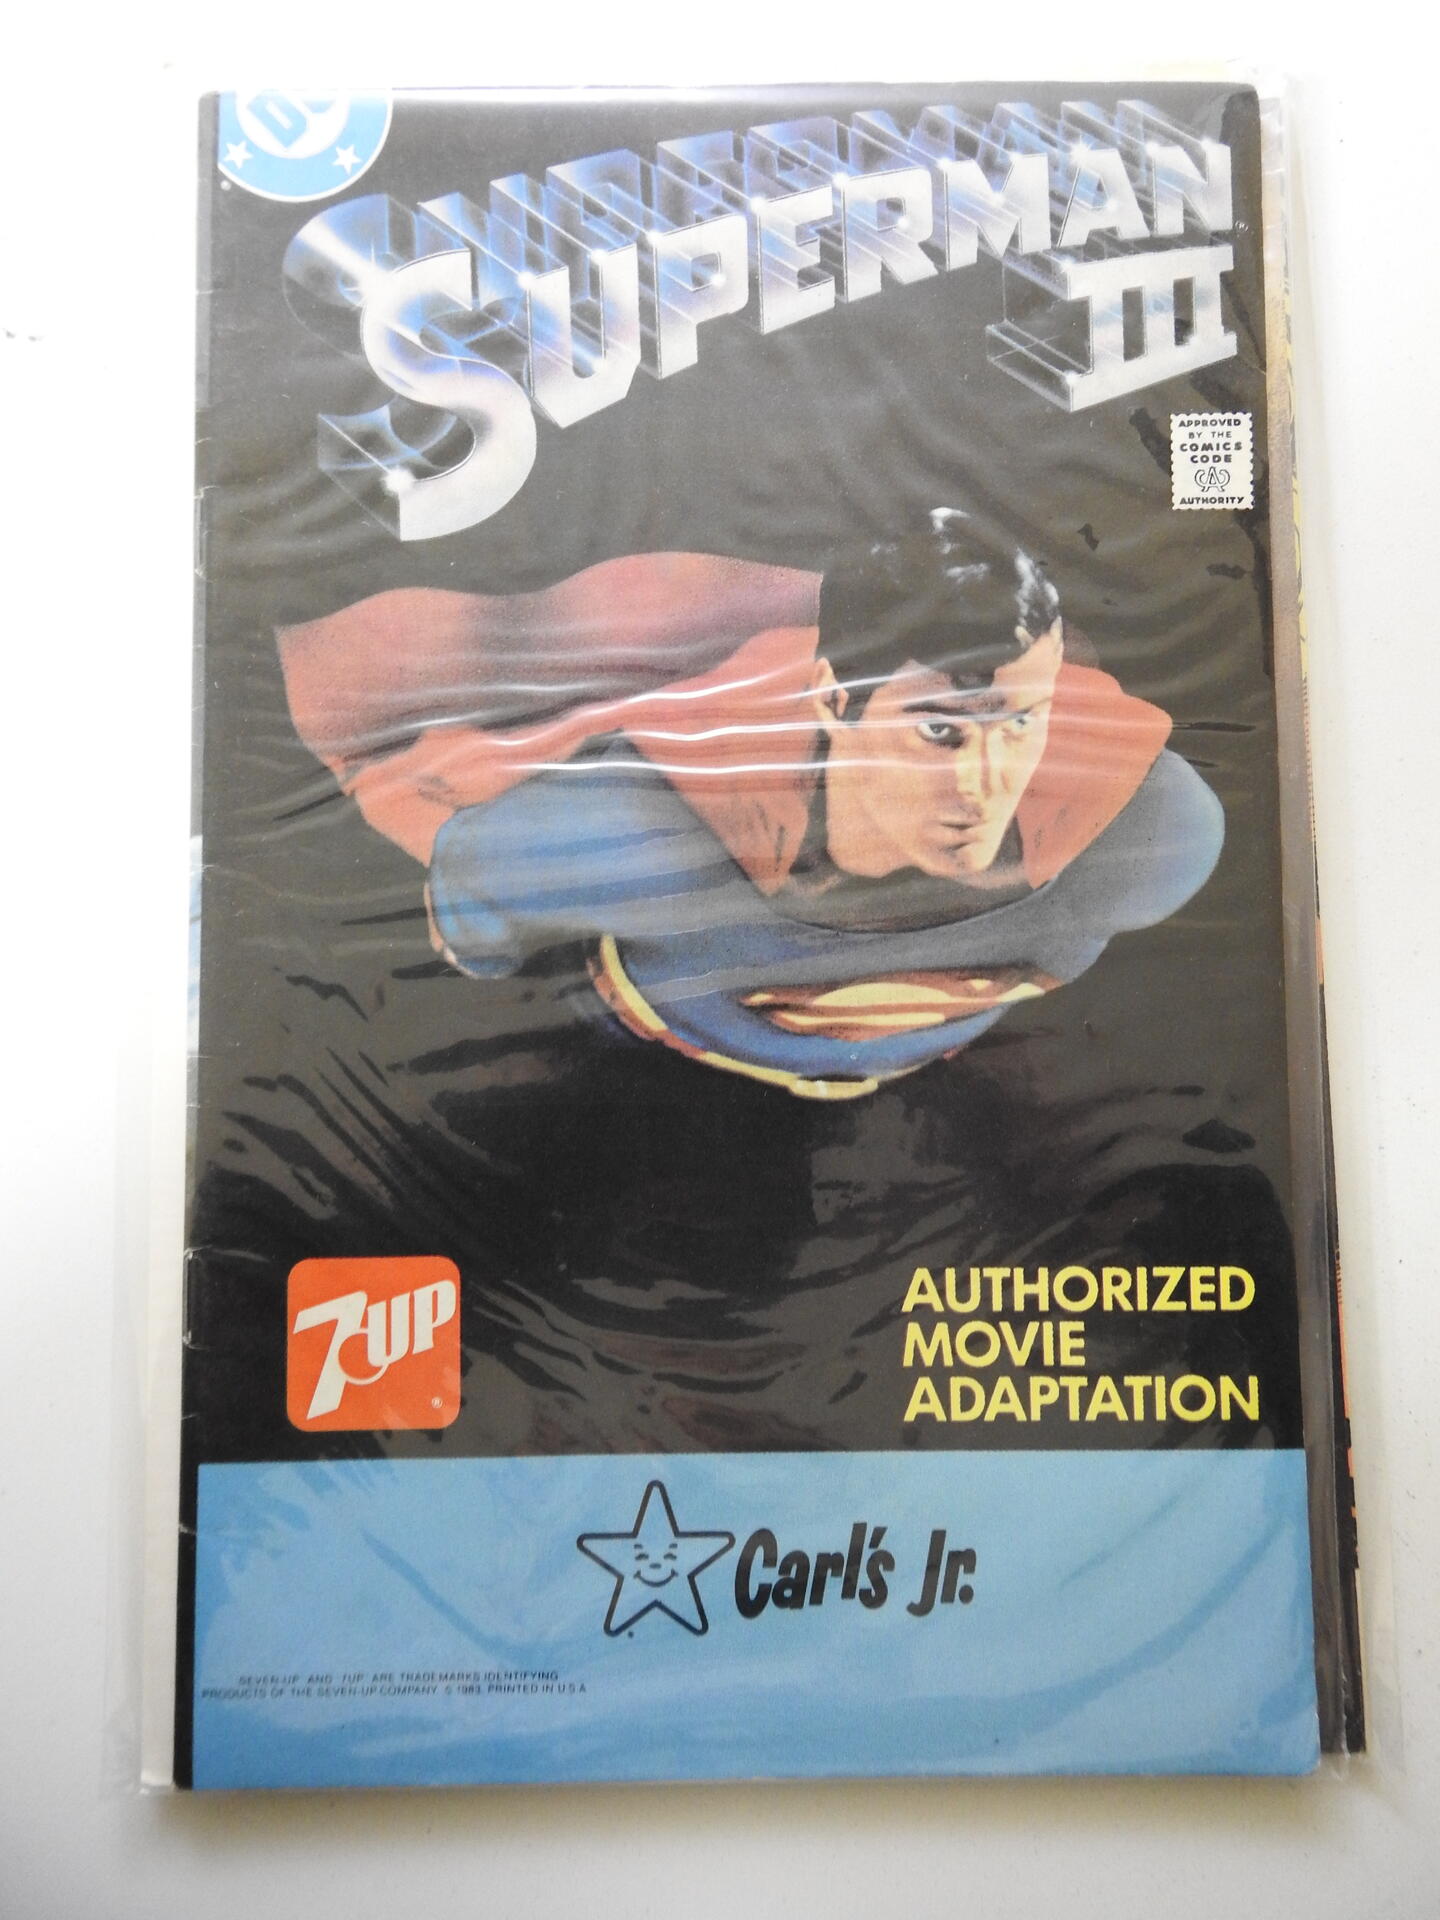 SUPERMAN
III
APPROVED
BY THE
COMICS
CODE
CA
AUTHORITY
7UP
AUTHORIZED
MOVIE
ADAPTATION
Carl's Jr.
SEVEN-UP AND 7UP ARE TRADEMARKS IDENTIFYING
PRODUCTS OF THE SEVEN-UP COMPANY. © 1983. PRINTED IN U.S.A.